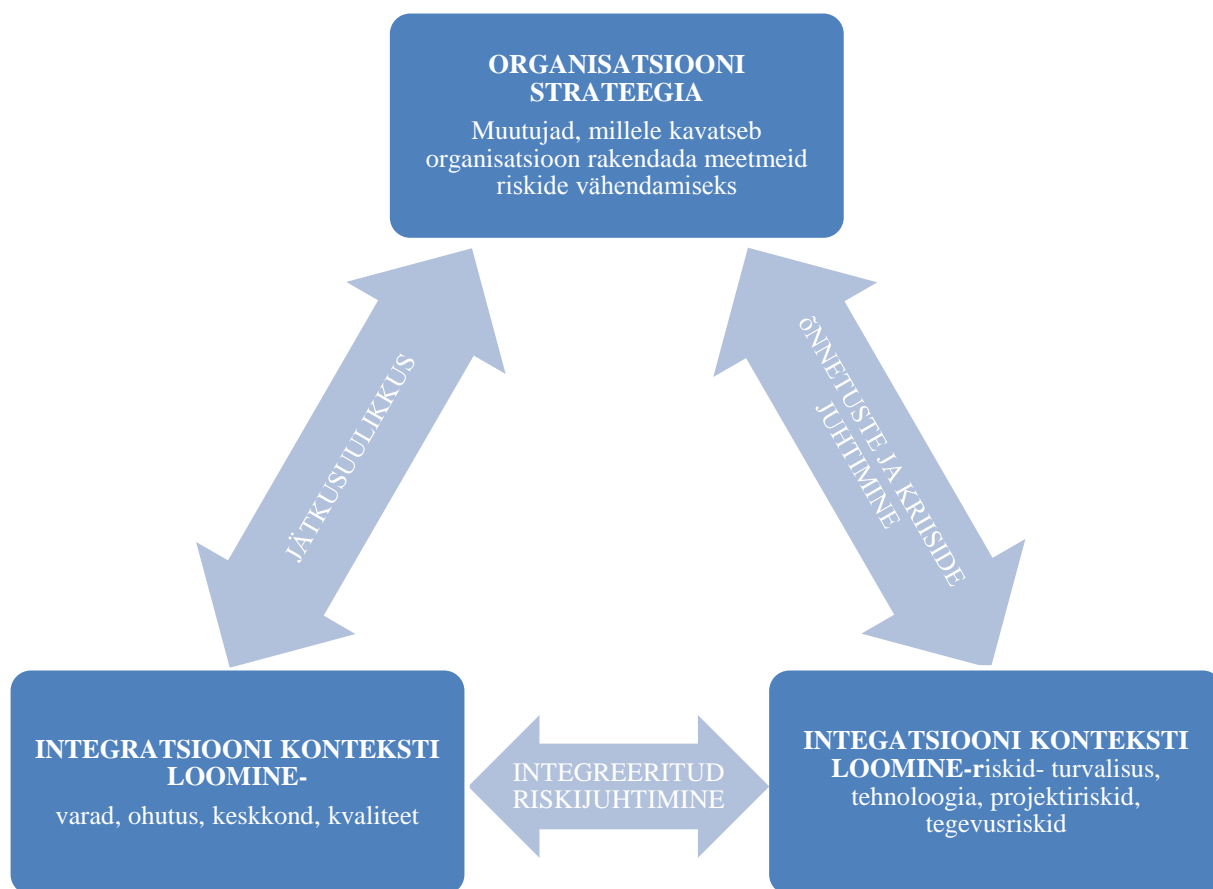 ORGANISATSIOONI
STRATEEGIA
Muutujad, millele kavatseb
organisatsioon rakendada meetmeid
riskide vähendamiseks
JÄTKUSUULIKKUS
õNNETUSTE JA KRIISIDE
JUHTIMINE
INTEGRATSIOONI KONTEKSTI
LOOMINE-
varad, ohutus, keskkond, kvaliteet
INTEGREERITUD
RISKIJUHTIMINE
INTEGATSIOONI KONTEKSTI
LOOMINE-riskid- turvalisus,
tehnoloogia, projektiriskid,
tegevusriskid